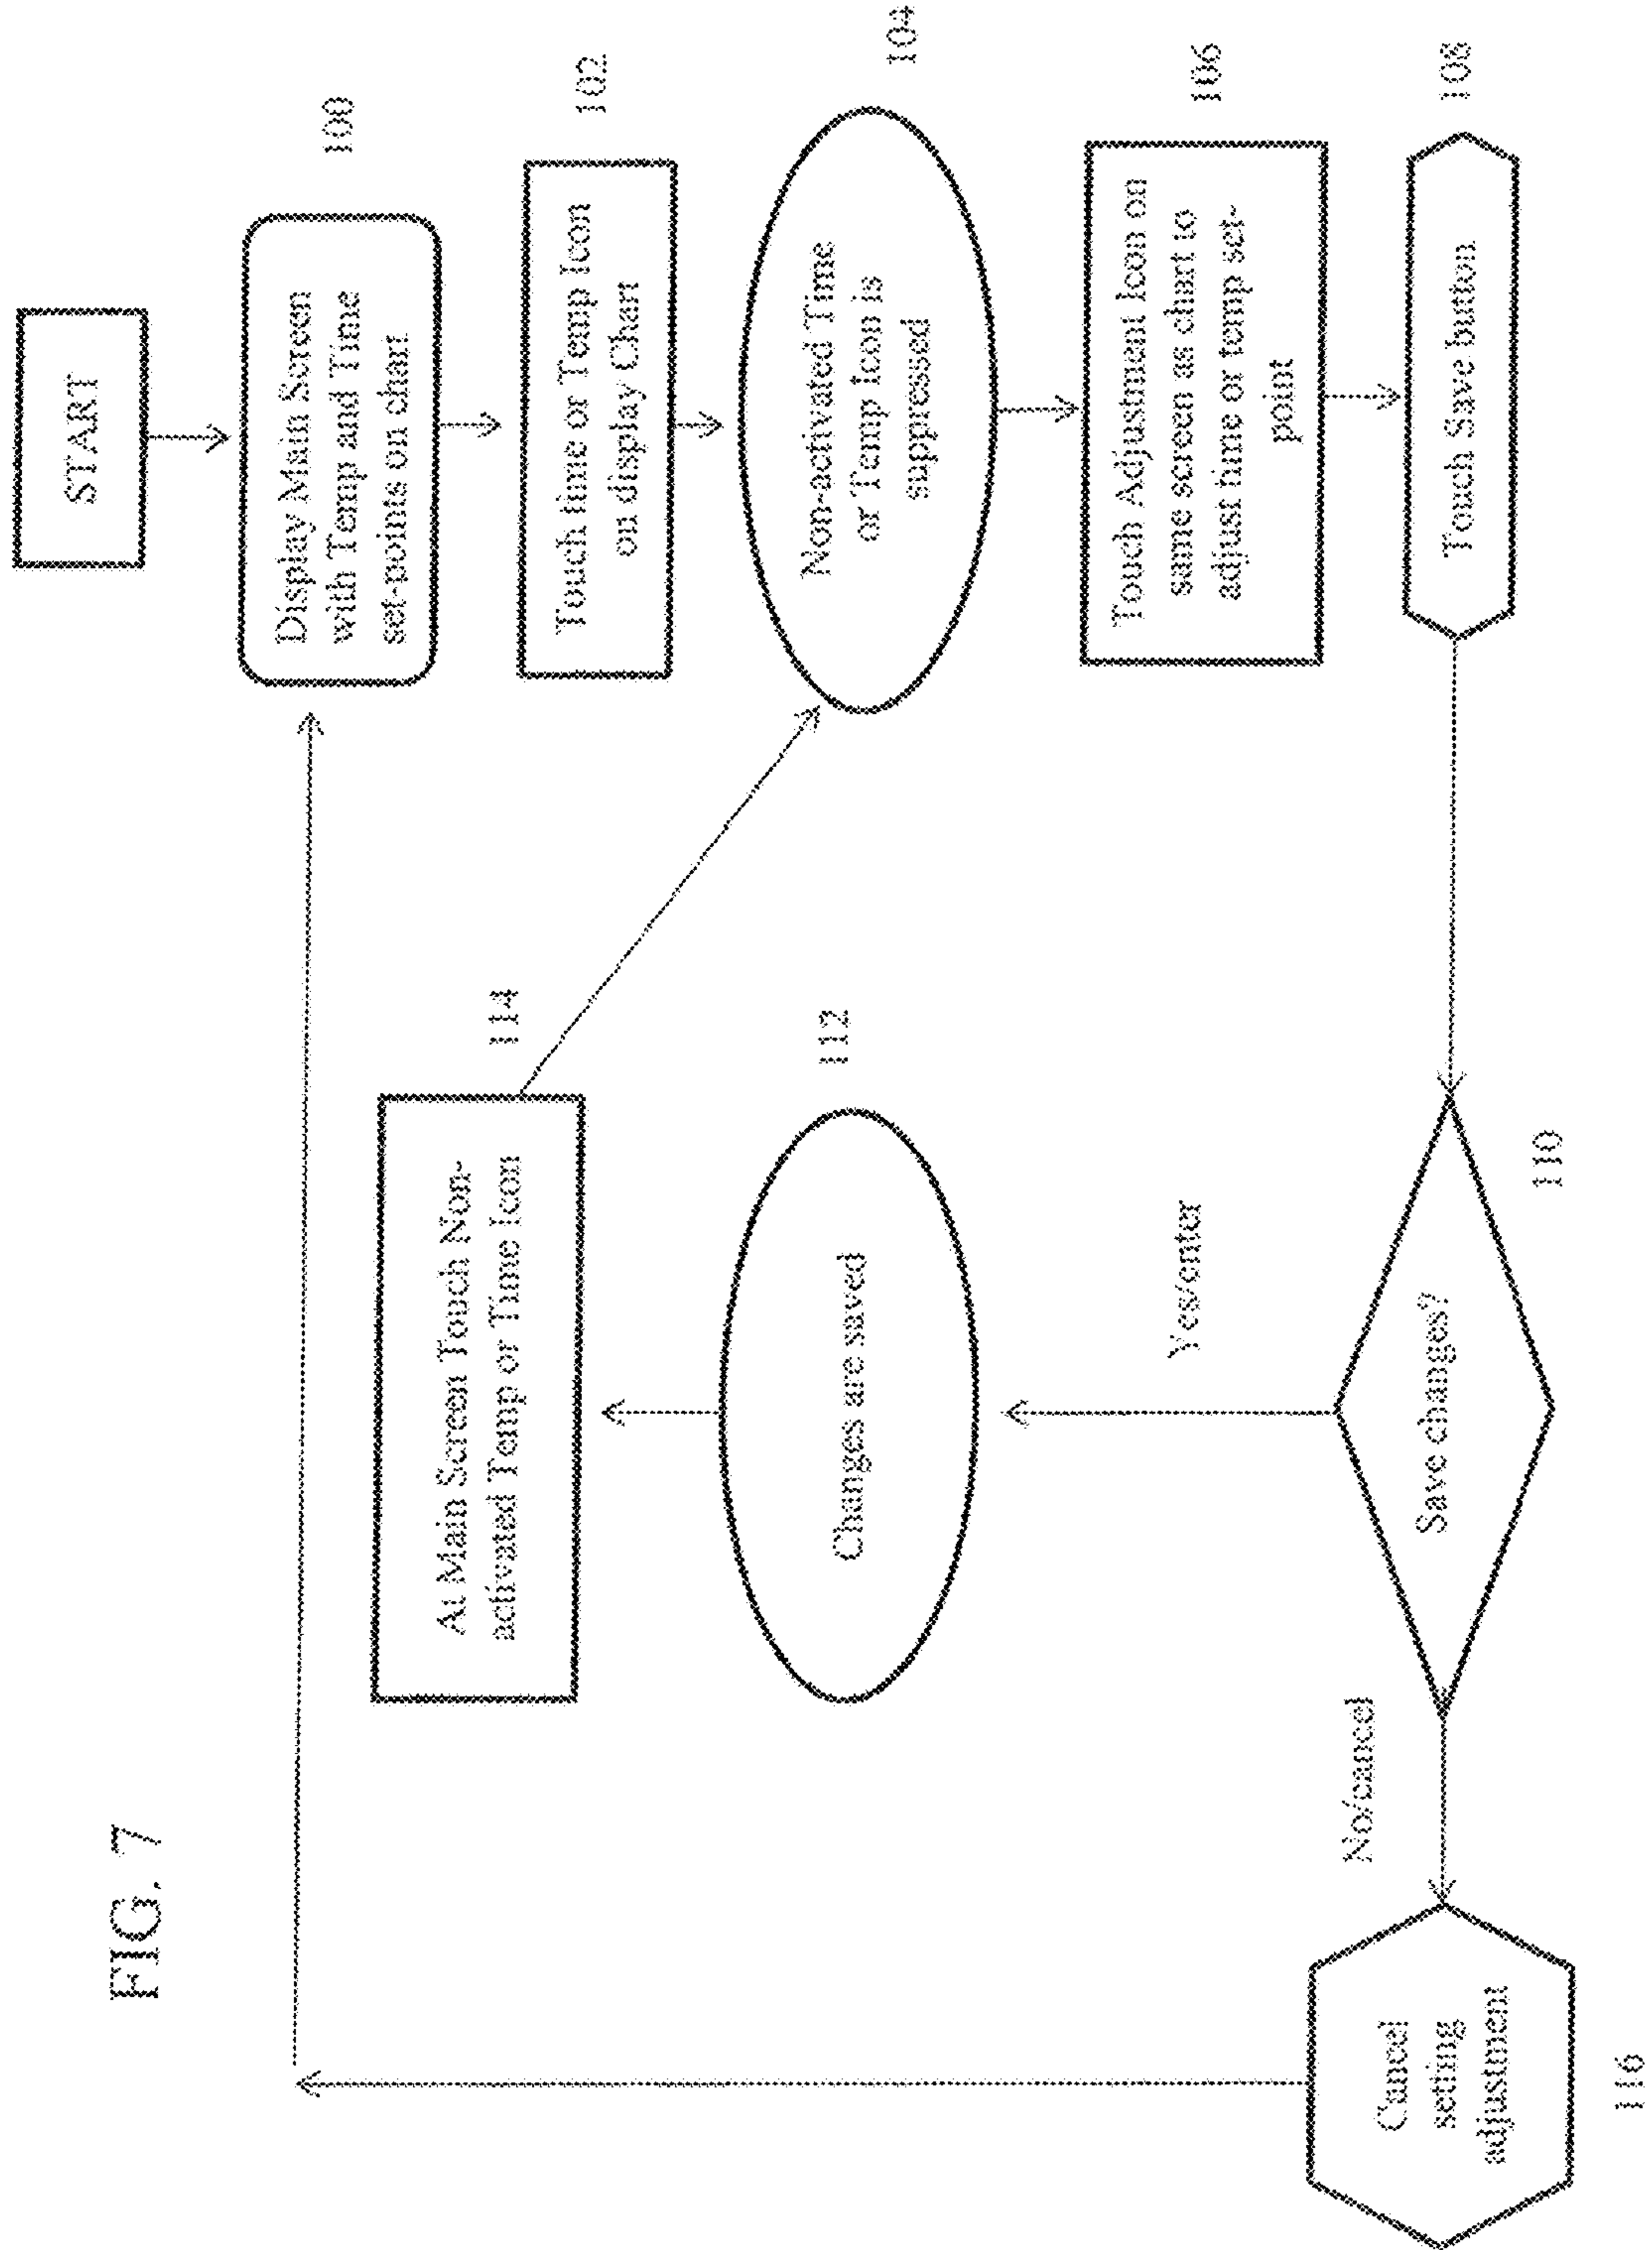 FIG. 7
START
Display Main Screen
with Temp and Time
set-points on chart
100
Touch time or Temp Icon
on display Chart
102
Non-activated Time
or Temp Icon is
suppressed
104
Touch Adjustment Icon on
same screen as chart to
adjust time or temp set-
point
106
Touch Save button
108
Save changes?
110
Yes/enter
Changes are saved
112
At Main Screen Touch Non-
activated Temp or Time Icon
114
No/cancel
Cancel
seting
adjustment
116